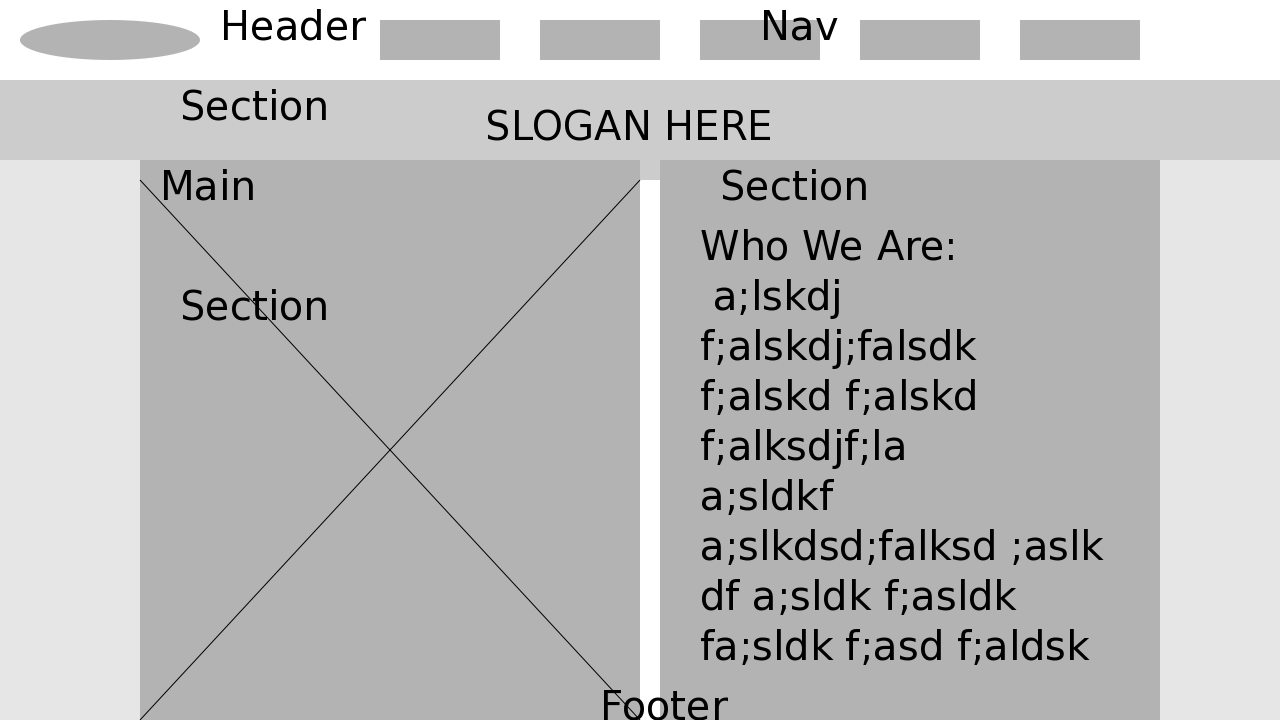 Header
Nav
Section
SLOGAN HERE
Main
Section
Section
Who We Are:
a;lskdj
f;alskdj;falsdk
f;alskd f;alskd
f;alksdjf;la
a;sldkf
a;slkdsd;falksd ;aslk
df a;sldk f;asldk
fa;sldk f;asd f;aldsk
Footer